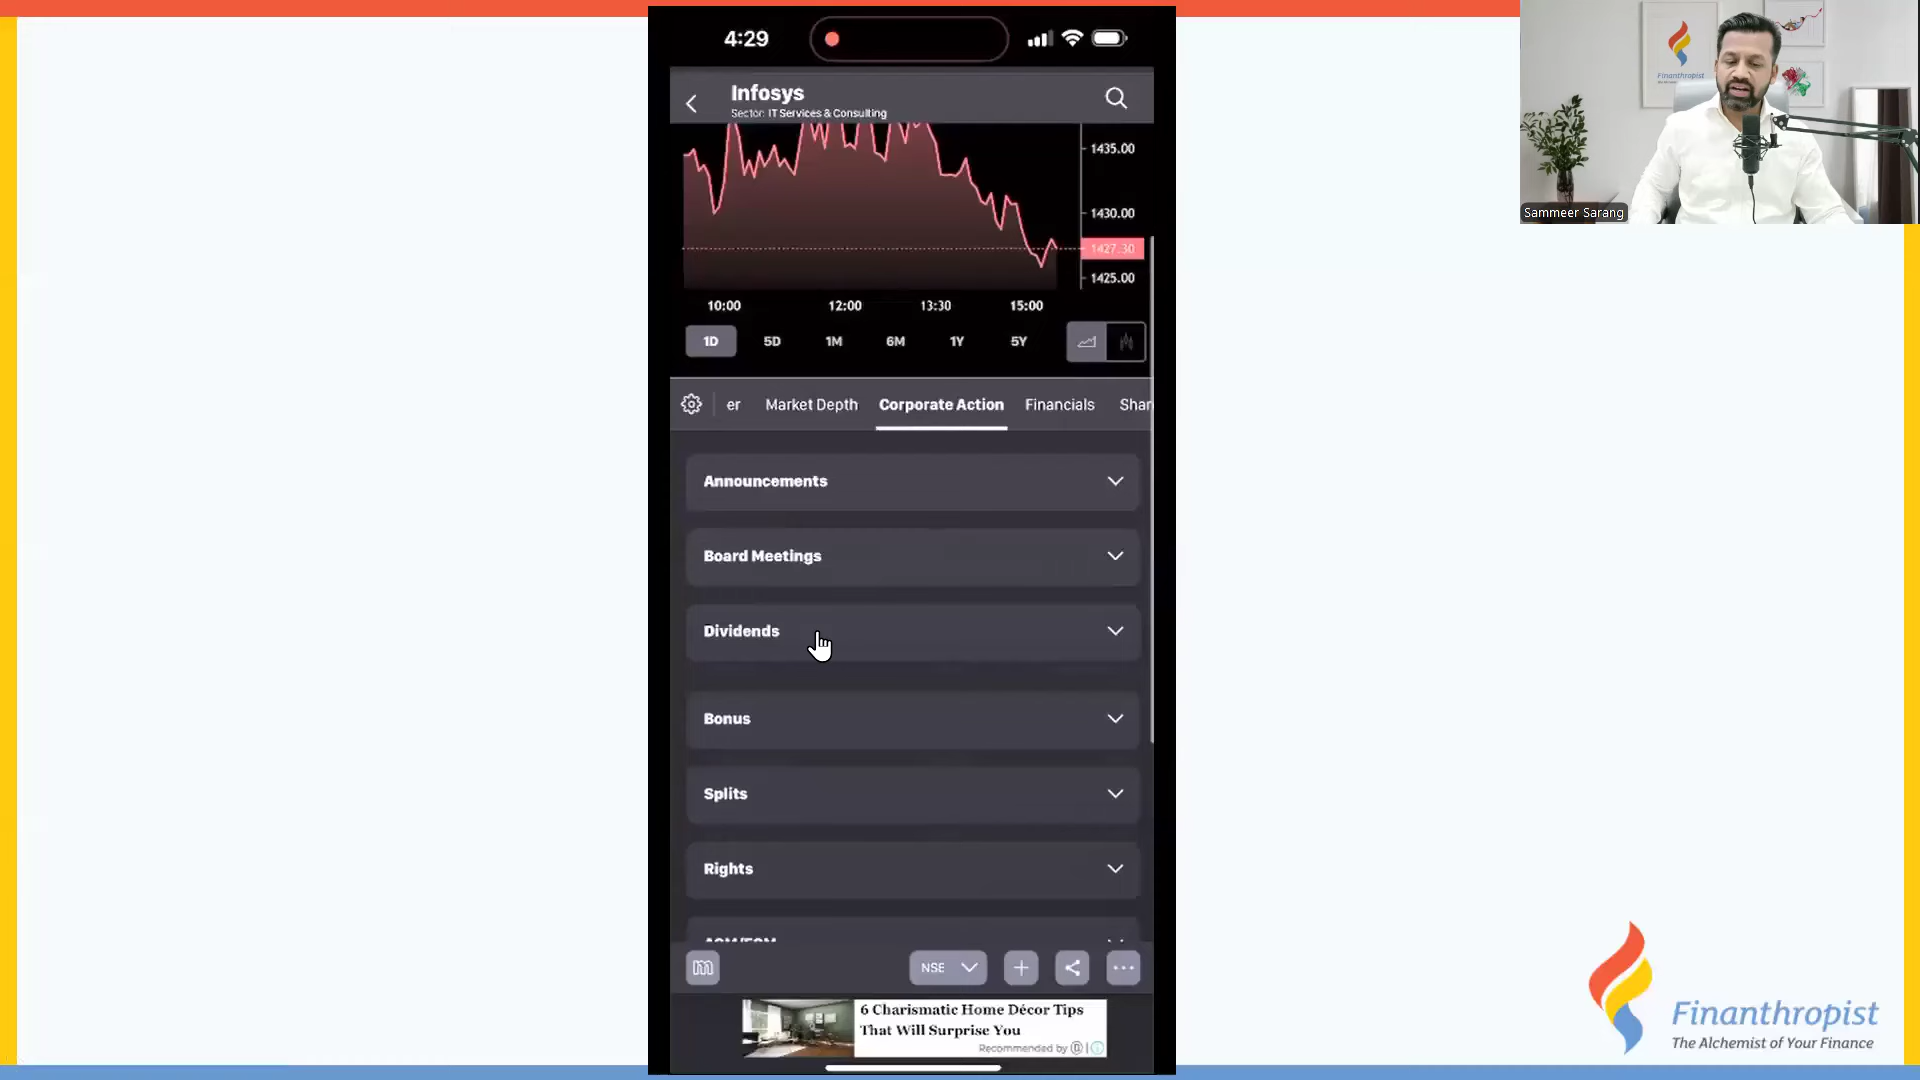 4:29
Infosys
Sector: IT Services & Consulting
1435.00
1430.00
1427.30
1425.00
10:00 12:00 13:30 15:00
1D 5D 1M 6M 1Y 5Y
er Market Depth Corporate Action Financials Shar
Announcements
Board Meetings
Dividends
Bonus
Splits
Rights
AGM/EGM
NSE
6 Charismatic Home Décor Tips
That Will Surprise You
Recommended by
Sammeer Sarang
Finanthropist
Finanthropist
The Alchemist of Your Finance